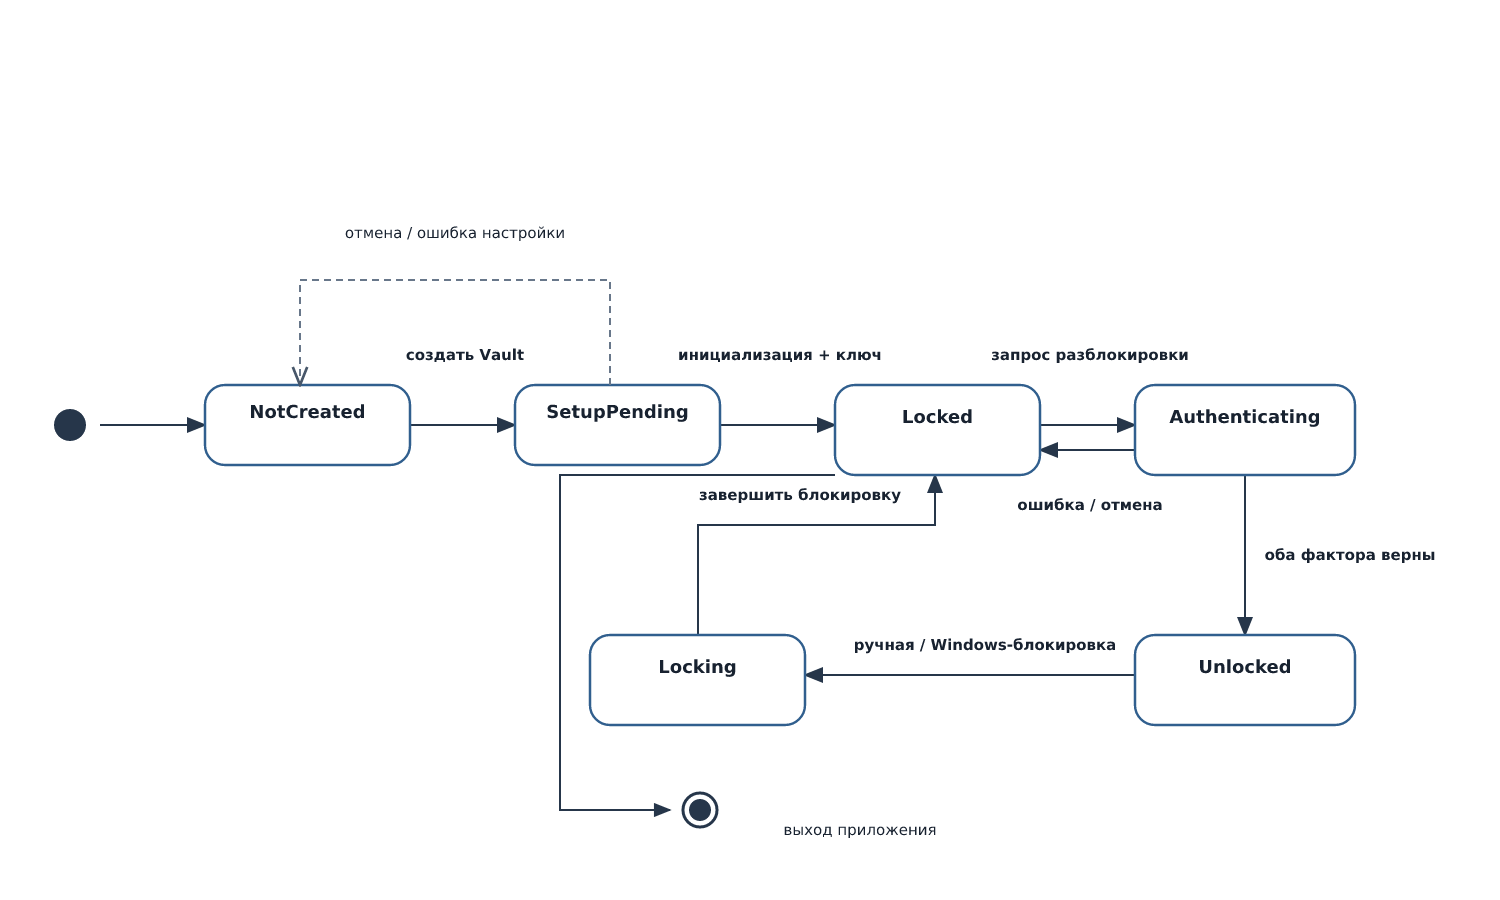 отмена / ошибка настройки
создать Vault
инициализация + ключ
запрос разблокировки
NotCreated
SetupPending
Locked
Authenticating
завершить блокировку
ошибка / отмена
оба фактора верны
ручная / Windows-блокировка
Locking
Unlocked
выход приложения